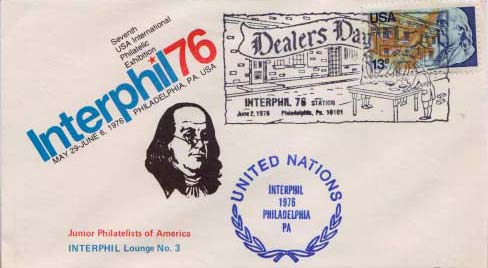 Seventh
USA International
Philatelic
Exhibition
Interphil76
MAY 29-JUNE 6, 1976 • PHILADELPHIA, PA USA
Dealers Day
INTERPHIL 76 STATION
June 2, 1976 Philadelphia, Pa. 19101
USA
13c
UNITED NATIONS
INTERPHIL
1976
PHILADELPHIA
PA
Junior Philatelists of America
INTERPHIL Lounge No. 3